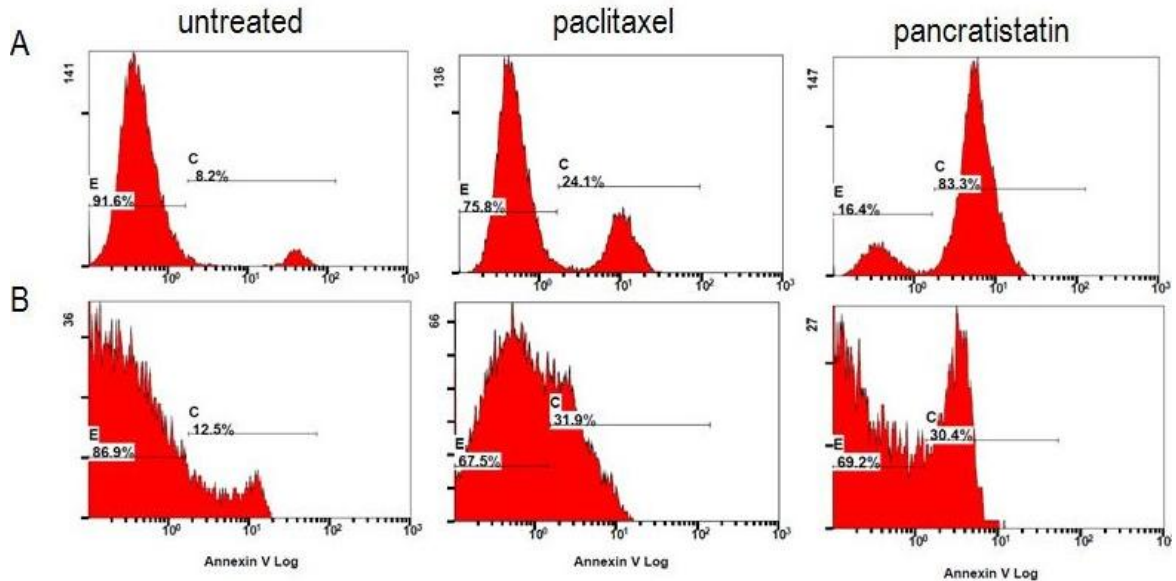 untreated
paclitaxel
pancratistatin
A
141
C
8.2%
E
91.6%
10⁰
10¹
10²
10³
136
C
24.1%
E
75.8%
10⁰
10¹
10²
10³
147
C
83.3%
E
16.4%
10⁰
10¹
10²
10³
B
36
C
12.5%
E
86.9%
10⁰
10¹
10²
10³
Annexin V Log
66
C
31.9%
E
67.5%
10⁰
10¹
10²
10³
Annexin V Log
27
C
30.4%
E
69.2%
10⁰
10¹
10²
10³
Annexin V Log